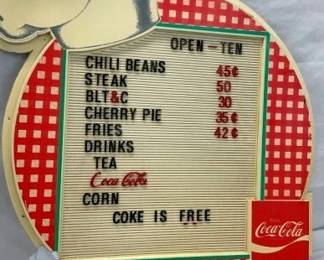 OPEN - TEN
CHILI BEANS 45¢
STEAK 50
BLT&C 30
CHERRY PIE 35¢
FRIES 42¢
DRINKS
TEA
Coca-Cola
CORN
COKE IS FREE
Coca-Cola